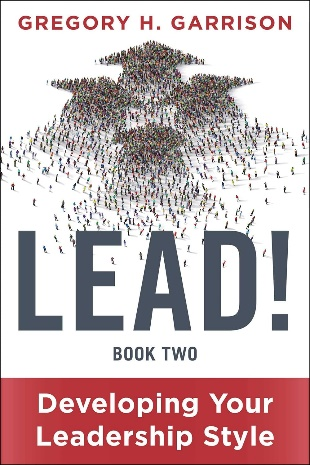 GREGORY H. GARRISON
LEAD!
BOOK TWO
Developing Your
Leadership Style